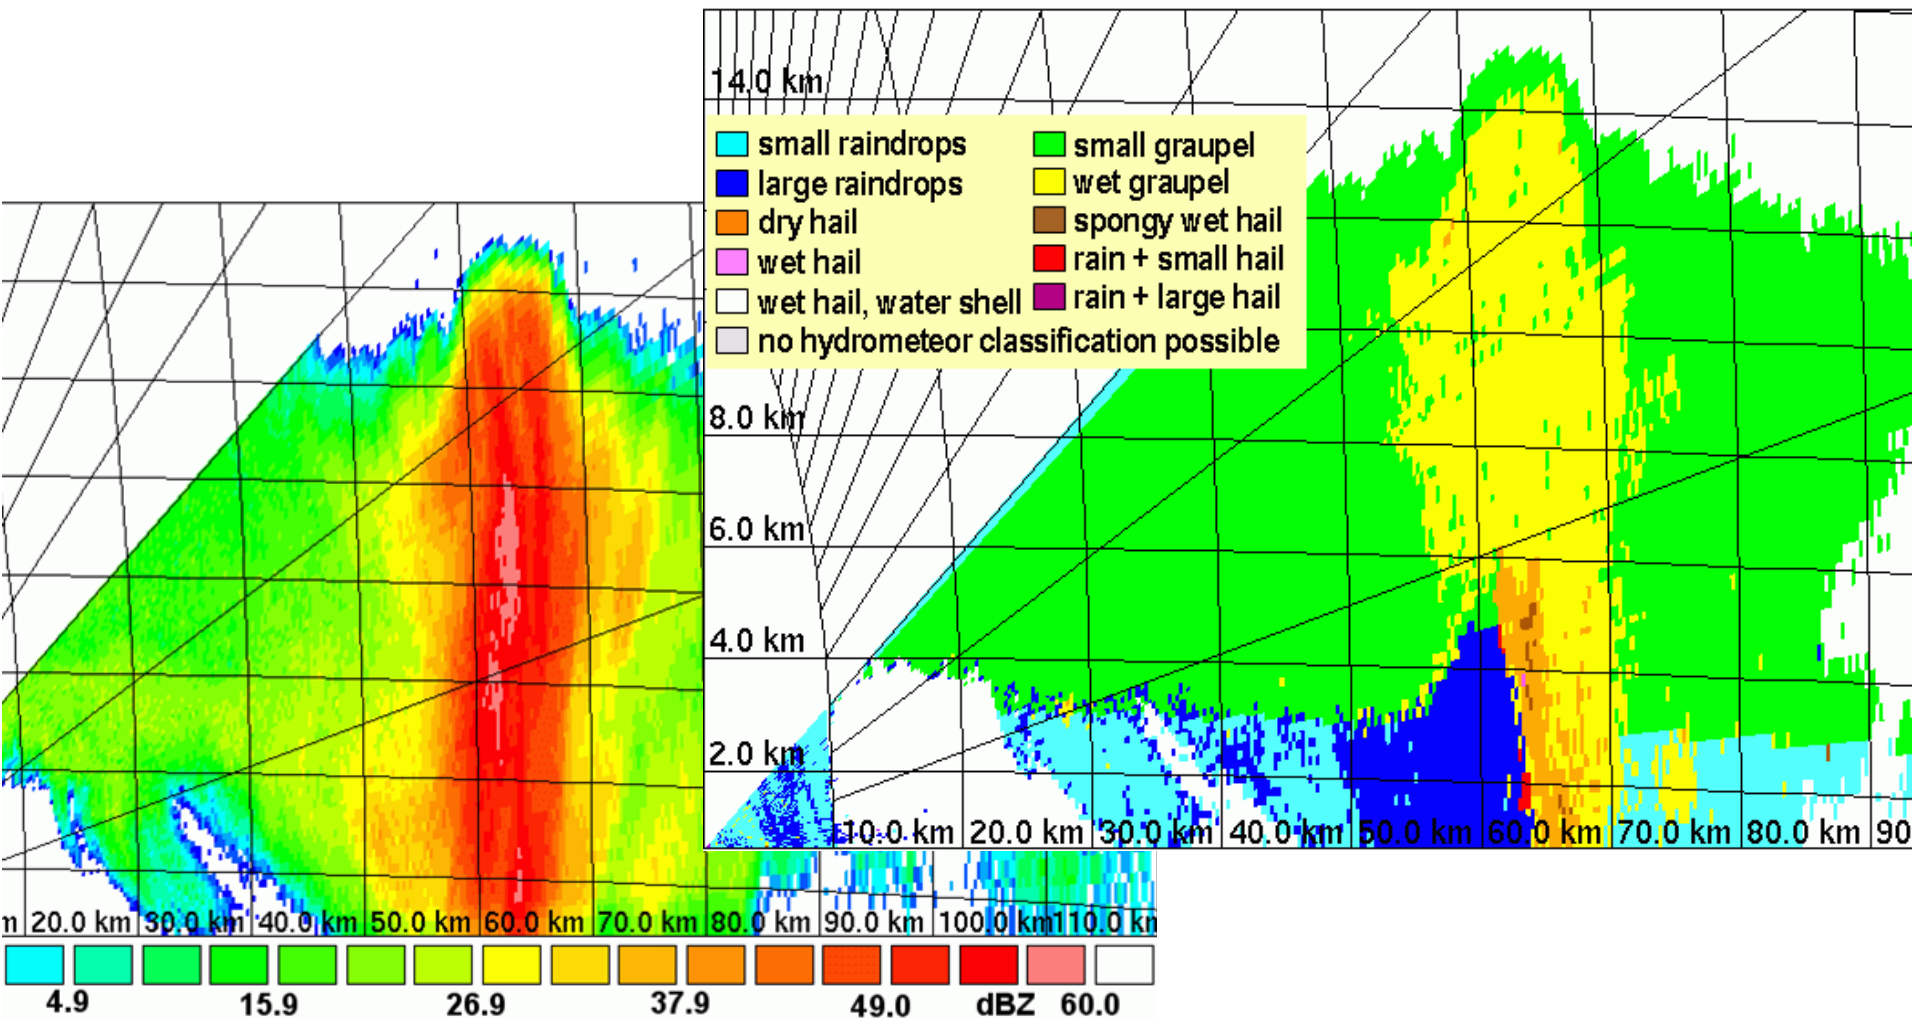 14.0 km
small raindrops
small graupel
large raindrops
wet graupel
dry hail
spongy wet hail
wet hail
rain + small hail
wet hail, water shell
rain + large hail
no hydrometeor classification possible
8.0 km
6.0 km
4.0 km
2.0 km
10.0 km 20.0 km 30.0 km 40.0 km 50.0 km 60.0 km 70.0 km 80.0 km 90
m 20.0 km 30.0 km 40.0 km 50.0 km 60.0 km 70.0 km 80.0 km 90.0 km 100.0 km 110.0 km
4.9 15.9 26.9 37.9 49.0 dBZ 60.0